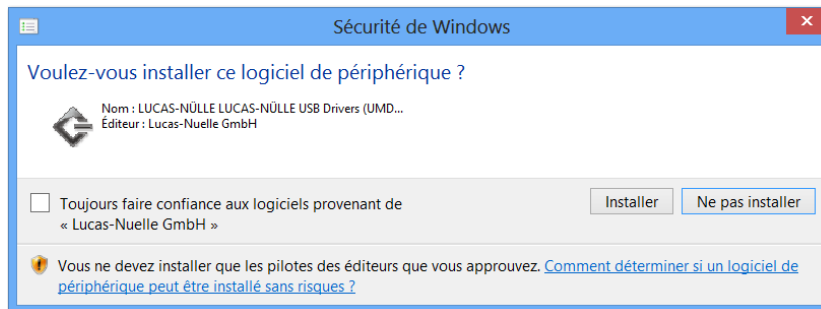 Sécurité de Windows
Voulez-vous installer ce logiciel de périphérique ?
Nom : LUCAS-NÜLLE LUCAS-NÜLLE USB Drivers (UMD...
Éditeur : Lucas-Nuelle GmbH
Toujours faire confiance aux logiciels provenant de
« Lucas-Nuelle GmbH »
Installer
Ne pas installer
Vous ne devez installer que les pilotes des éditeurs que vous approuvez. Comment déterminer si un logiciel de
périphérique peut être installé sans risques ?